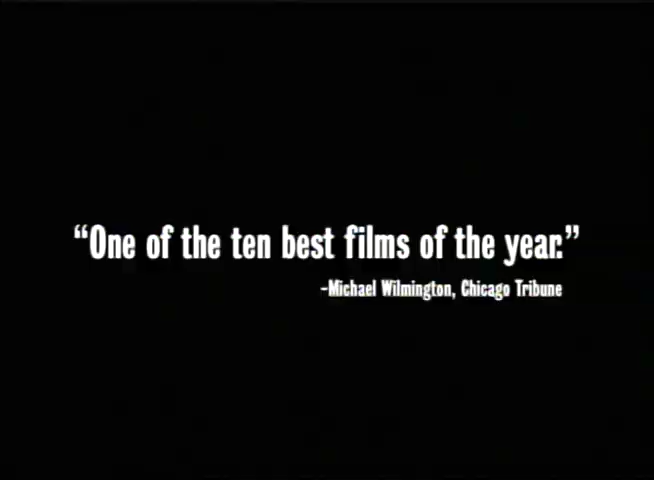 “One of the ten best films of the year.”
-Michael Wilmington, Chicago Tribune